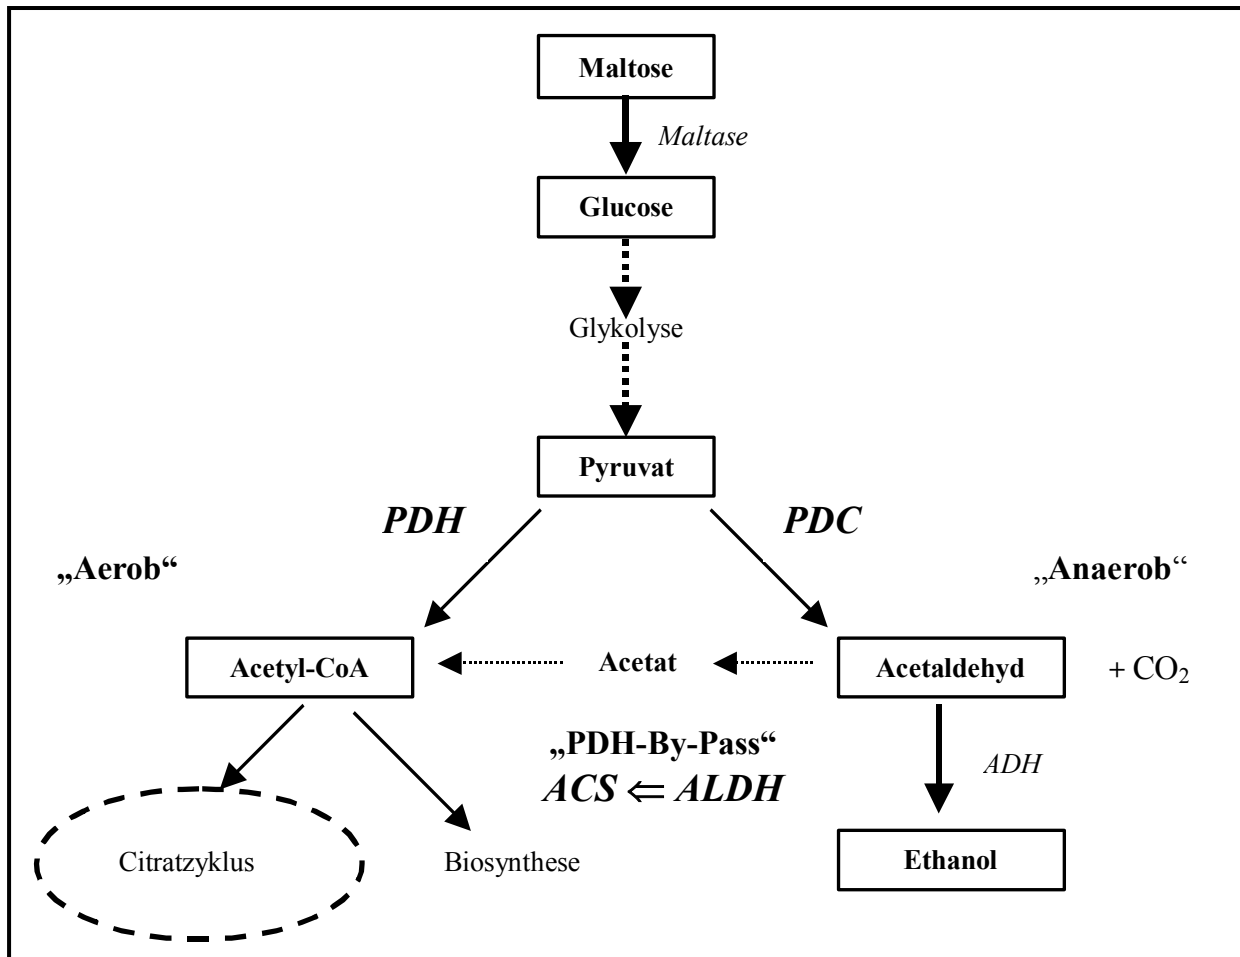 Maltose
Maltase
Glucose
Glykolyse
Pyruvat
PDH
PDC
„Aerob“
„Anaerob“
Acetyl-CoA
Acetat
Acetaldehyd
+ CO₂
„PDH-By-Pass“
ACS ⇐ ALDH
ADH
Citratzyklus
Biosynthese
Ethanol